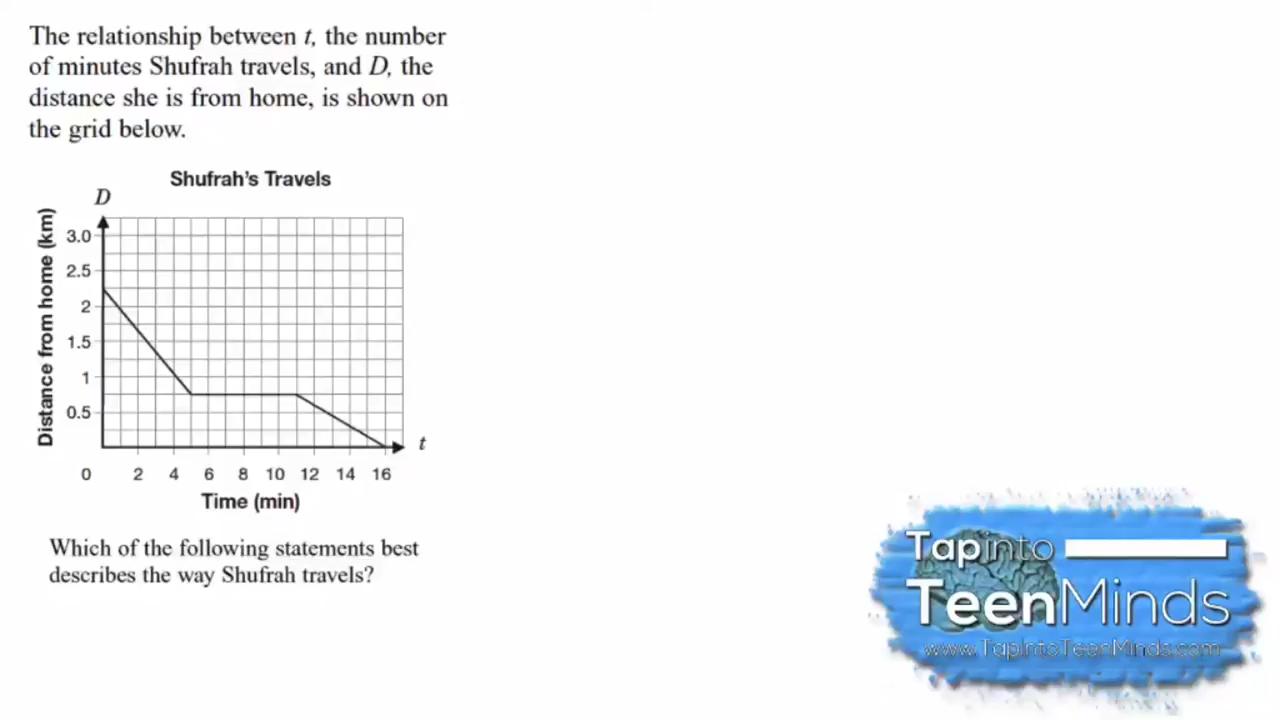 The relationship between t, the number
of minutes Shufrah travels, and D, the
distance she is from home, is shown on
the grid below.
Shufrah's Travels
D
Distance from home (km)
3.0
2.5
2
1.5
1
0.5
t
0 2 4 6 8 10 12 14 16
Time (min)
Which of the following statements best
describes the way Shufrah travels?
Tapinto
TeenMinds
www.TapIntoTeenMinds.com